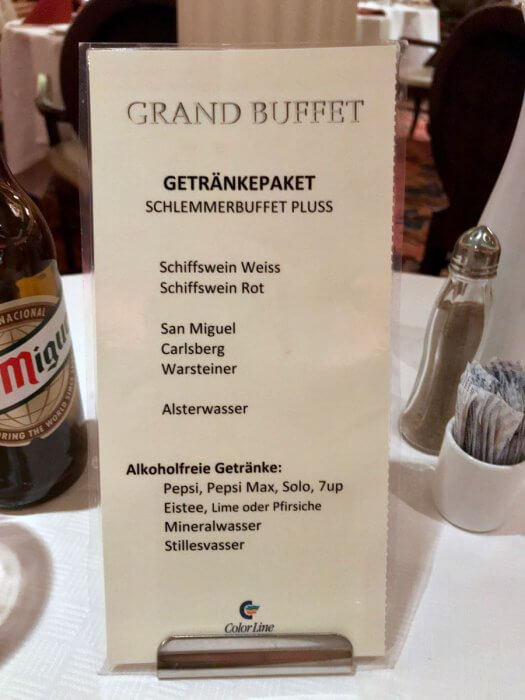 GRAND BUFFET
GETRÄNKEPAKET
SCHLEMMERBUFFET PLUSS
Schiffswein Weiss
Schiffswein Rot
San Miguel
Carlsberg
Warsteiner
Alsterwasser
Alkoholfreie Getränke:
Pepsi, Pepsi Max, Solo, 7up
Eistee, Lime oder Pfirsiche
Mineralwasser
Stillesvasser
Color Line
NACIONAL
Migu
RING THE WORLD SINCE